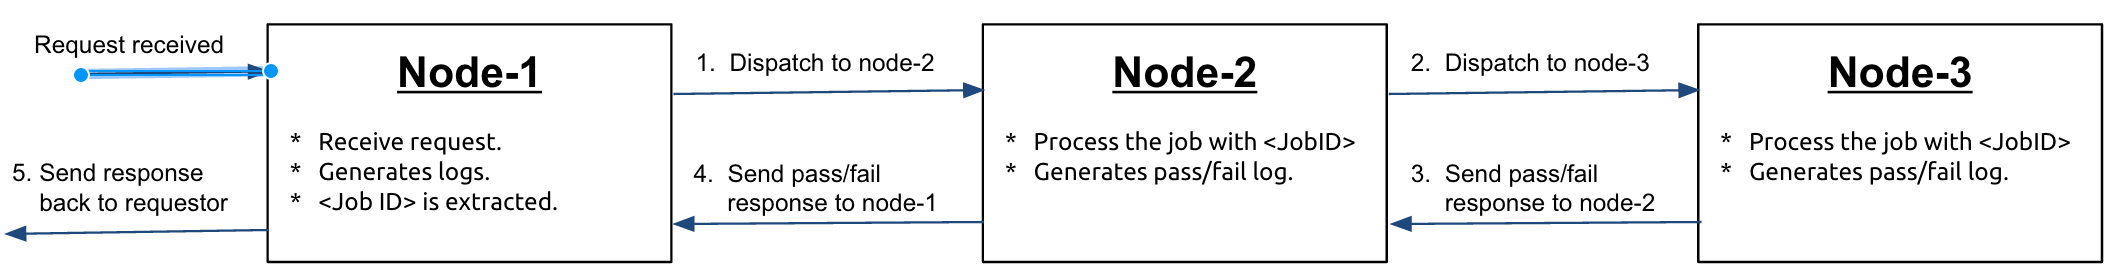 Request received
Node-1
* Receive request.
* Generates logs.
* <Job ID> is extracted.
5. Send response
back to requestor
1. Dispatch to node-2
4. Send pass/fail
response to node-1
Node-2
* Process the job with <JobID>
* Generates pass/fail log.
2. Dispatch to node-3
3. Send pass/fail
response to node-2
Node-3
* Process the job with <JobID>
* Generates pass/fail log.